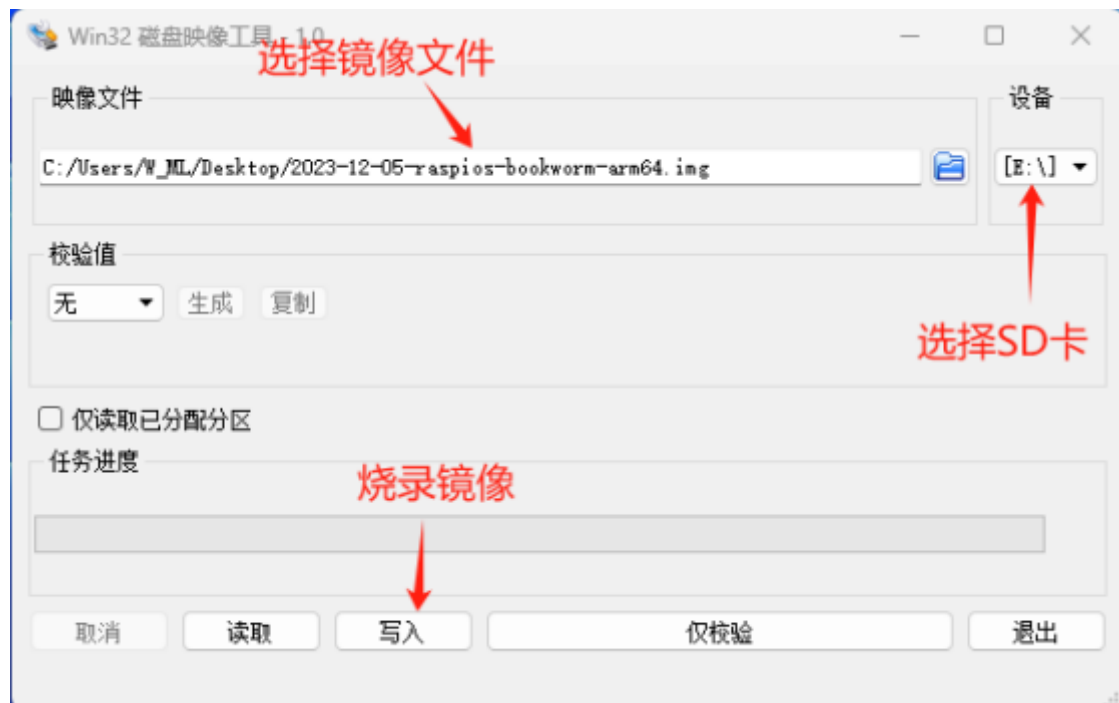 Win32 磁盘映像工具 - 1.0
选择镜像文件
映像文件
设备
C:/Users/W_ML/Desktop/2023-12-05-raspios-bookworm-arm64.img
[E:\]
校验值
无
生成
复制
选择SD卡
仅读取已分配分区
任务进度
烧录镜像
取消
读取
写入
仅校验
退出